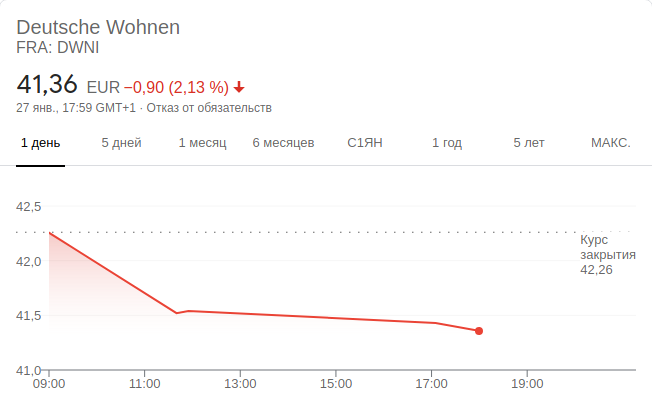 Deutsche Wohnen
FRA: DWNI
41,36 EUR −0,90 (2,13 %)
27 янв., 17:59 GMT+1 · Отказ от обязательств
1 день 5 дней 1 месяц 6 месяцев С1ЯН 1 год 5 лет МАКС.
42,5
Курс
закрытия
42,26
42,0
41,5
41,0
09:00 11:00 13:00 15:00 17:00 19:00